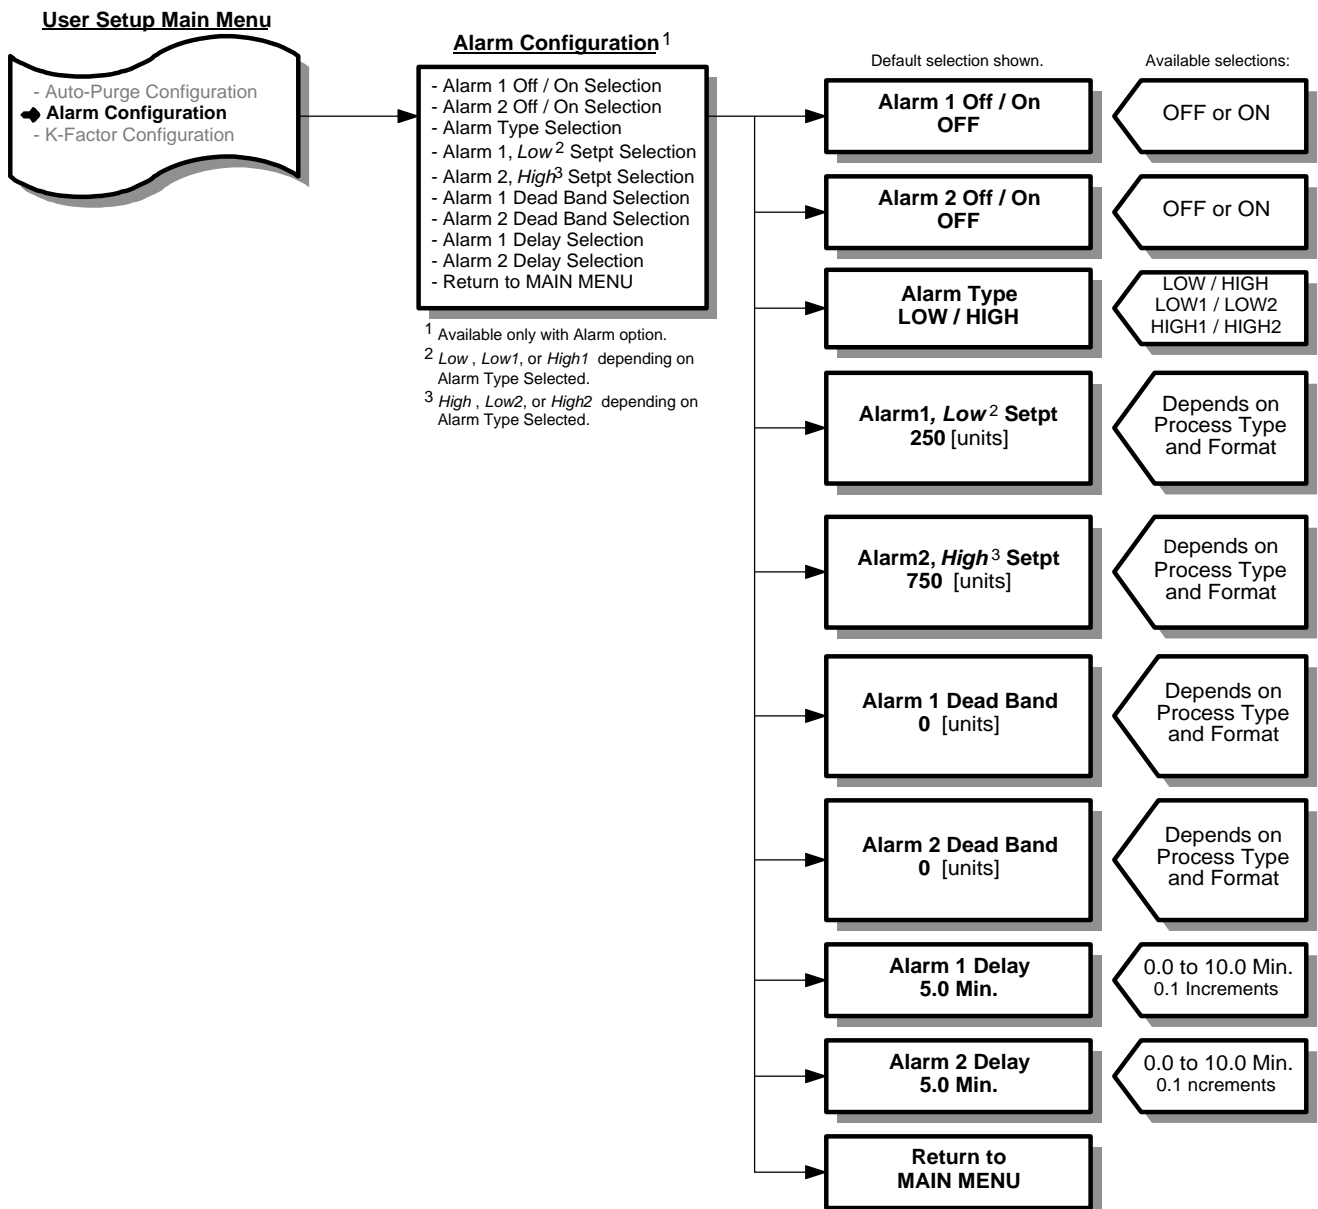 User Setup Main Menu
- Auto-Purge Configuration
Alarm Configuration
- K-Factor Configuration
Alarm Configuration 1
- Alarm 1 Off / On Selection
- Alarm 2 Off / On Selection
- Alarm Type Selection
- Alarm 1, Low 2 Setpt Selection
- Alarm 2, High 3 Setpt Selection
- Alarm 1 Dead Band Selection
- Alarm 2 Dead Band Selection
- Alarm 1 Delay Selection
- Alarm 2 Delay Selection
- Return to MAIN MENU
1 Available only with Alarm option.
2 Low , Low1, or High1 depending on
Alarm Type Selected.
3 High , Low2, or High2 depending on
Alarm Type Selected.
Default selection shown.
Available selections:
Alarm 1 Off / On
OFF
OFF or ON
Alarm 2 Off / On
OFF
OFF or ON
Alarm Type
LOW / HIGH
LOW / HIGH
LOW1 / LOW2
HIGH1 / HIGH2
Alarm1, Low 2 Setpt
250 [units]
Depends on
Process Type
and Format
Alarm2, High 3 Setpt
750 [units]
Depends on
Process Type
and Format
Alarm 1 Dead Band
0 [units]
Depends on
Process Type
and Format
Alarm 2 Dead Band
0 [units]
Depends on
Process Type
and Format
Alarm 1 Delay
5.0 Min.
0.0 to 10.0 Min.
0.1 Increments
Alarm 2 Delay
5.0 Min.
0.0 to 10.0 Min.
0.1 ncrements
Return to
MAIN MENU